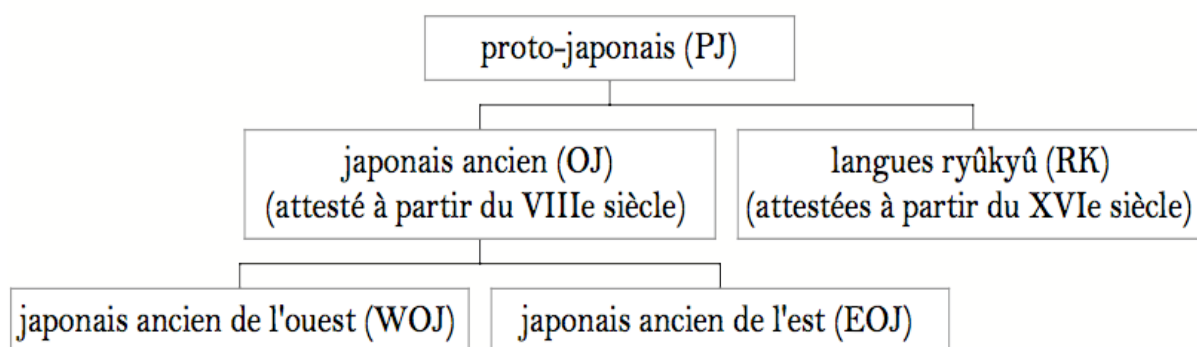 proto-japonais (PJ)
japonais ancien (OJ)
(attesté à partir du VIIIe siècle)
langues ryûkyû (RK)
(attestées à partir du XVIe siècle)
japonais ancien de l'ouest (WOJ)
japonais ancien de l'est (EOJ)